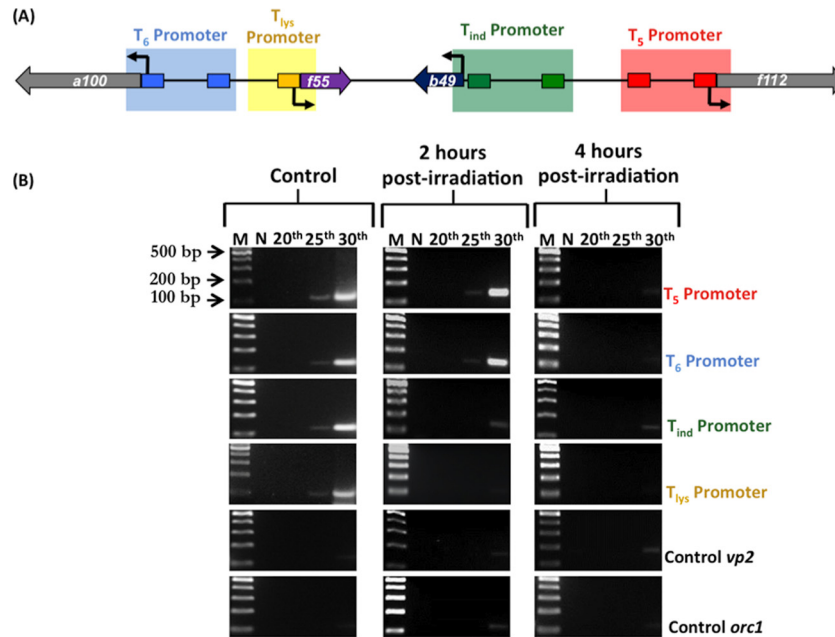 (A)
T6 Promoter
Tlys Promoter
Tind Promoter
T5 Promoter
a100
f55
b49
f112
(B)
Control
2 hours post-irradiation
4 hours post-irradiation
M N 20th 25th 30th
M N 20th 25th 30th
M N 20th 25th 30th
500 bp
200 bp
100 bp
T5 Promoter
T6 Promoter
Tind Promoter
Tlys Promoter
Control vp2
Control orc1